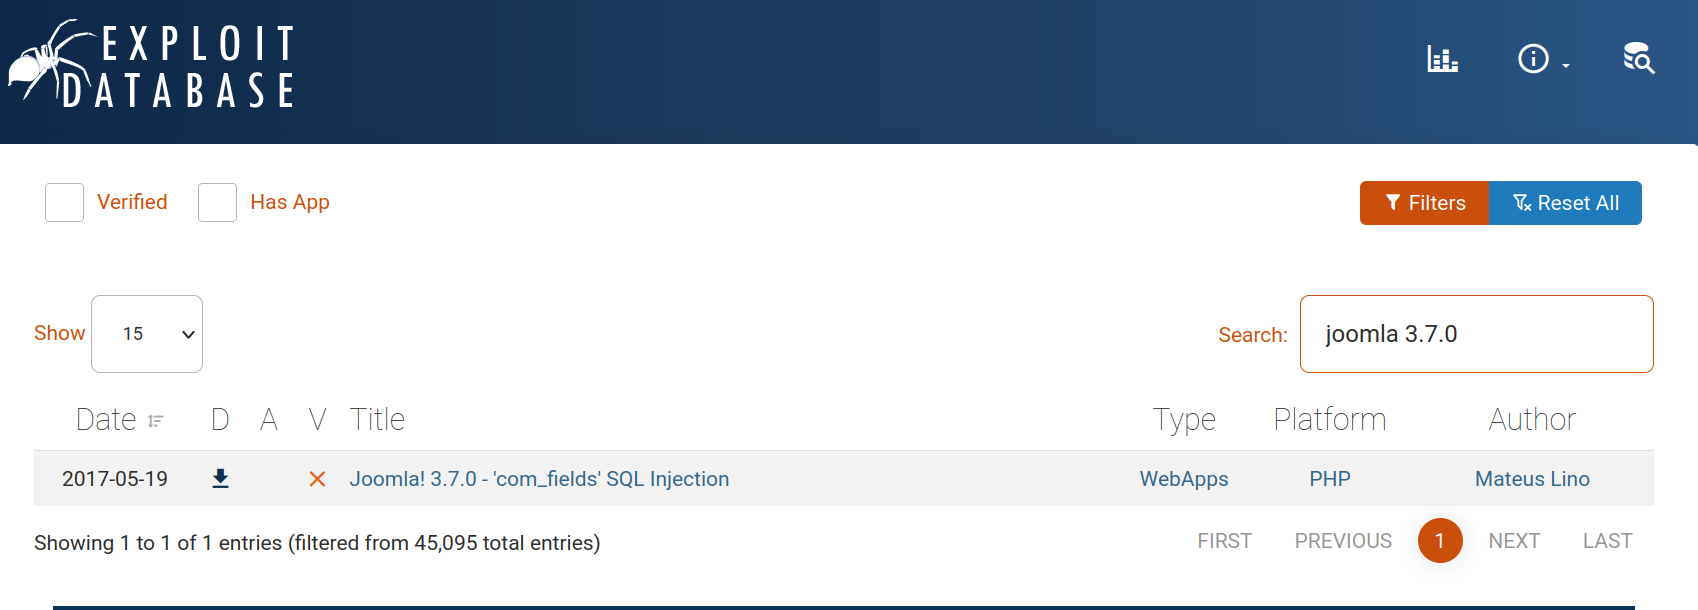 EXPLOIT
DATABASE
Verified Has App Filters Reset All
Show 15 Search: joomla 3.7.0
Date D A V Title Type Platform Author
2017-05-19 Joomla! 3.7.0 - 'com_fields' SQL Injection WebApps PHP Mateus Lino
Showing 1 to 1 of 1 entries (filtered from 45,095 total entries) FIRST PREVIOUS 1 NEXT LAST